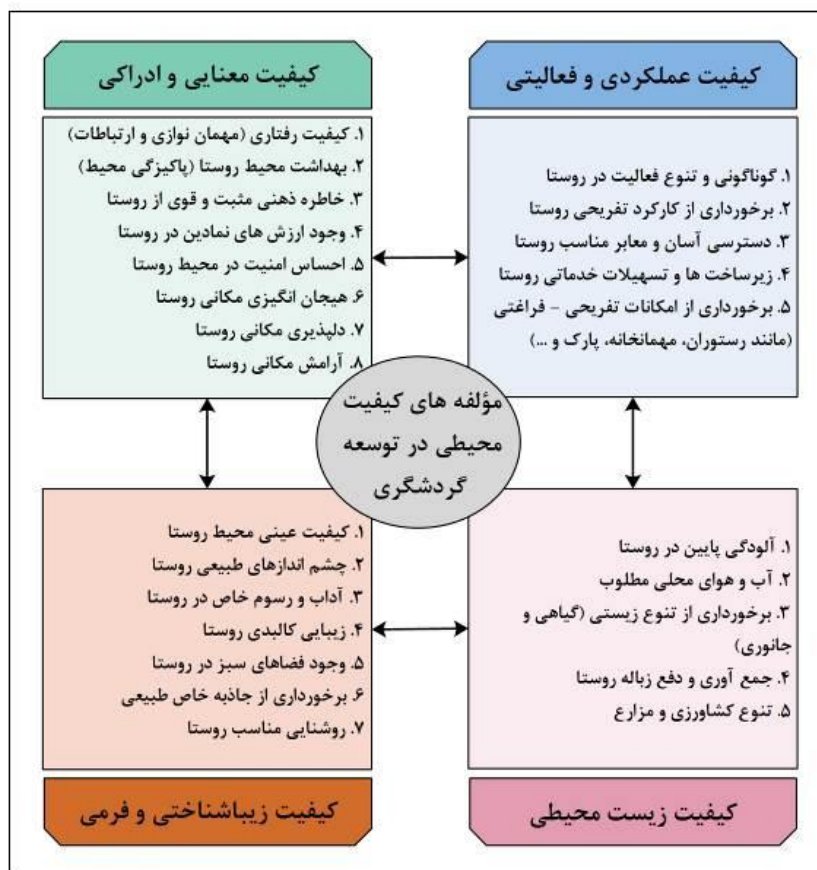 کیفیت عملکردی و فعالیتی
۱. گوناگونی و تنوع فعالیت در روستا
۲. برخورداری از کارکرد تفریحی روستا
۳. دسترسی آسان و معابر مناسب روستا
۴. زیرساخت ها و تسهیلات خدماتی روستا
۵. برخورداری از امکانات تفریحی – فراغتی
(مانند رستوران، مهمانخانه، پارک و ...)
کیفیت معنایی و ادراکی
۱. کیفیت رفتاری (مهمان نوازی و ارتباطات)
۲. بهداشت محیط روستا (پاکیزگی محیط)
۳. خاطره ذهنی مثبت و قوی از روستا
۴. وجود ارزش های نمادین در روستا
۵. احساس امنیت در محیط روستا
۶. هیجان انگیزی مکانی روستا
۷. دلپذیری مکانی روستا
۸. آرامش مکانی روستا
مؤلفه های کیفیت
محیطی در توسعه
گردشگری
۱. آلودگی پایین در روستا
۲. آب و هوای محلی مطلوب
۳. برخورداری از تنوع زیستی (گیاهی و
جانوری)
۴. جمع آوری و دفع زباله روستا
۵. تنوع کشاورزی و مزارع
کیفیت زیست محیطی
۱. کیفیت عینی محیط روستا
۲. چشم اندازهای طبیعی روستا
۳. آداب و رسوم خاص در روستا
۴. زیبایی کالبدی روستا
۵. وجود فضاهای سبز در روستا
۶. برخورداری از جاذبه خاص طبیعی
۷. روشنایی مناسب روستا
کیفیت زیباشناختی و فرمی